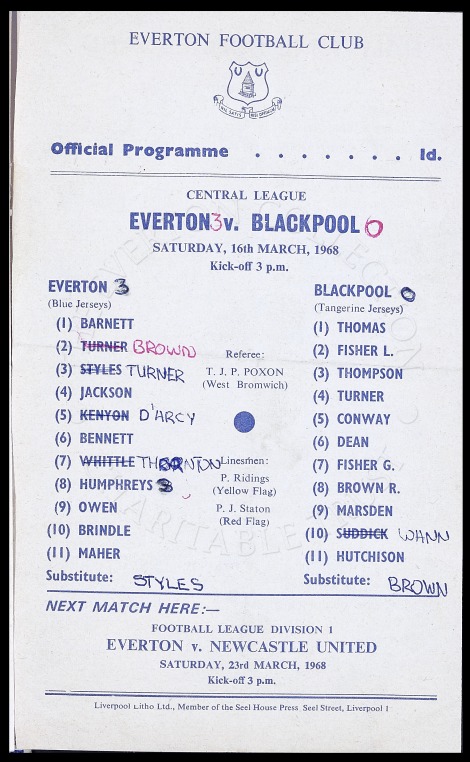 EVERTON FOOTBALL CLUB
NIL SATIS NISI OPTIMUM
Official Programme . . . . . . . 1d.
CENTRAL LEAGUE
EVERTON 3 v. BLACKPOOL 0
SATURDAY, 16th MARCH, 1968
Kick-off 3 p.m.
EVERTON 3
(Blue Jerseys)
(1) BARNETT
(2) TURNER BROWN
(3) STYLES TURNER
(4) JACKSON
(5) KENYON D'ARCY
(6) BENNETT
(7) WHITTLE THORNTON
(8) HUMPHREYS 3
(9) OWEN
(10) BRINDLE
(11) MAHER
Substitute: STYLES
Referee:
T. J. P. POXON
(West Bromwich)
Linesmen:
P. Ridings
(Yellow Flag)
P. J. Staton
(Red Flag)
BLACKPOOL 0
(Tangerine Jerseys)
(1) THOMAS
(2) FISHER L.
(3) THOMPSON
(4) TURNER
(5) CONWAY
(6) DEAN
(7) FISHER G.
(8) BROWN R.
(9) MARSDEN
(10) SUDDICK WANN
(11) HUTCHISON
Substitute: BROWN
NEXT MATCH HERE:—
FOOTBALL LEAGUE DIVISION 1
EVERTON v. NEWCASTLE UNITED
SATURDAY, 23rd MARCH, 1968
Kick-off 3 p.m.
Liverpool Litho Ltd., Member of the Seel House Press Seel Street, Liverpool 1